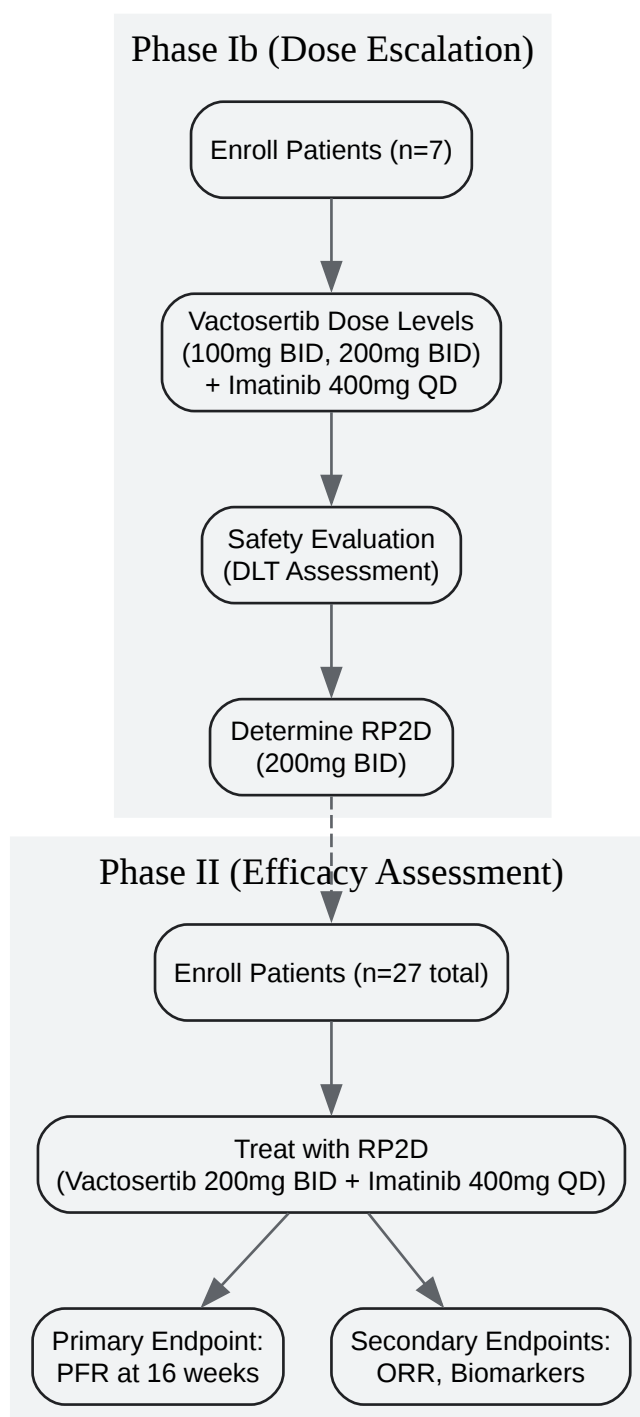 Phase Ib (Dose Escalation)
Enroll Patients (n=7)
Vactosertib Dose Levels
(100mg BID, 200mg BID)
+ Imatinib 400mg QD
Safety Evaluation
(DLT Assessment)
Determine RP2D
(200mg BID)
Phase II (Efficacy Assessment)
Enroll Patients (n=27 total)
Treat with RP2D
(Vactosertib 200mg BID + Imatinib 400mg QD)
Primary Endpoint:
PFR at 16 weeks
Secondary Endpoints:
ORR, Biomarkers